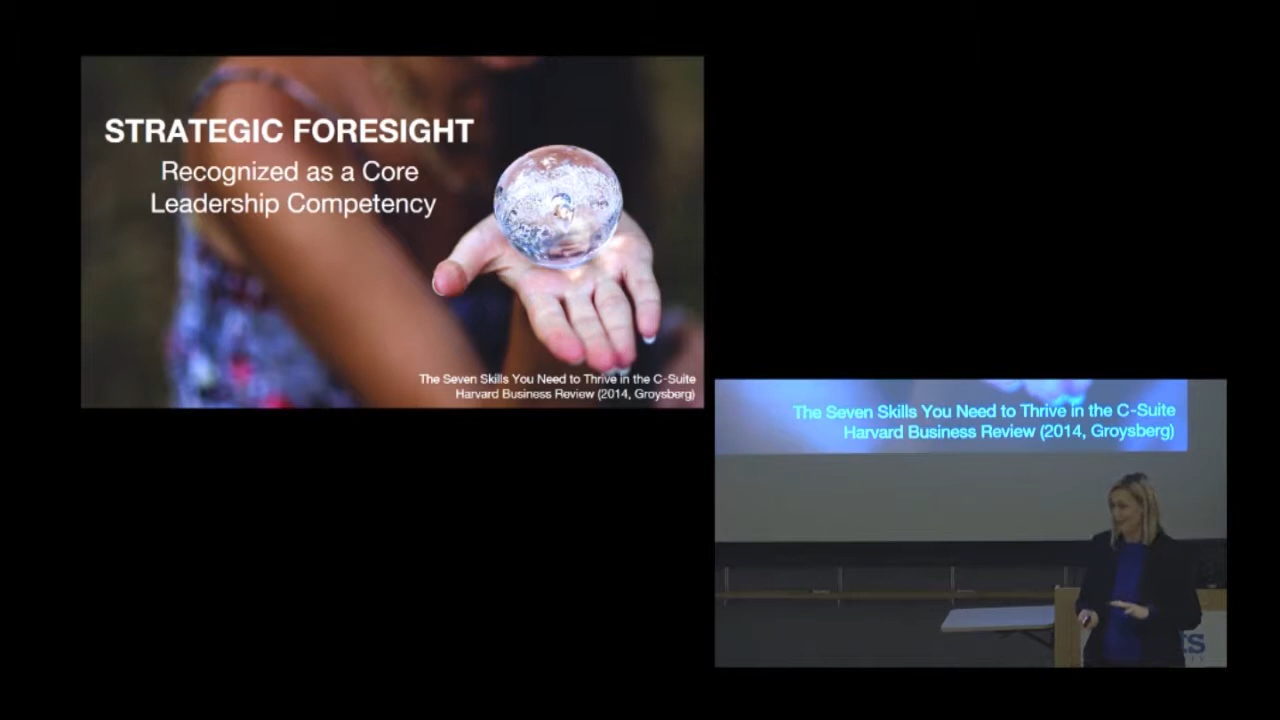 STRATEGIC FORESIGHT
Recognized as a Core
Leadership Competency
The Seven Skills You Need to Thrive in the C-Suite
Harvard Business Review (2014, Groysberg)
The Seven Skills You Need to Thrive in the C-Suite
Harvard Business Review (2014, Groysberg)